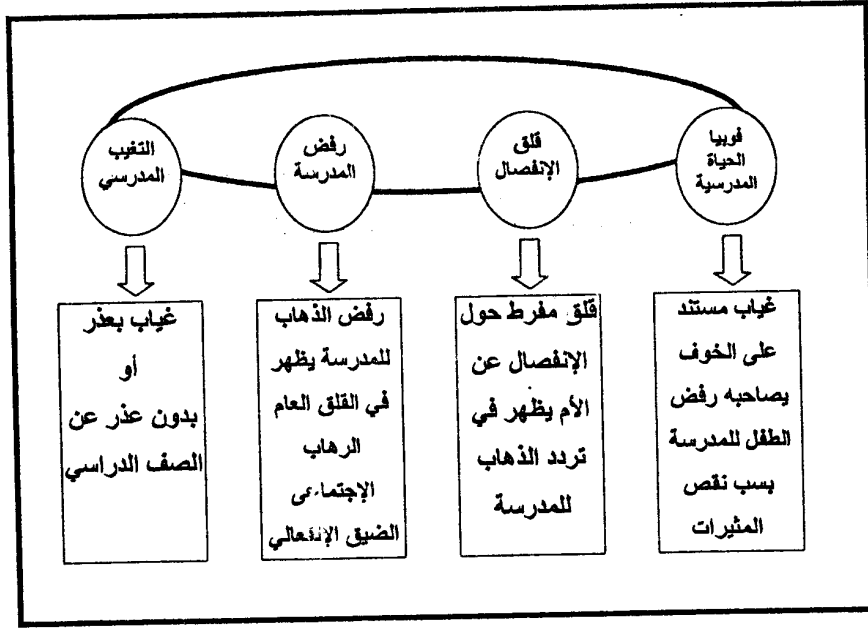 فوبيا
الحياة
المدرسية
قلق
الإنفصال
رفض
المدرسة
التغيب
المدرسي
غياب مستند
على الخوف
يصاحبه رفض
الطفل للمدرسة
بسب نقص
المثيرات
قلق مفرط حول
الإنفصال عن
الأم يظهر في
تردد الذهاب
للمدرسة
رفض الذهاب
للمدرسة يظهر
في القلق العام
الرهاب
الإجتماعى
الضيق الإنفعالي
غياب بعذر
أو
بدون عذر عن
الصف الدراسي